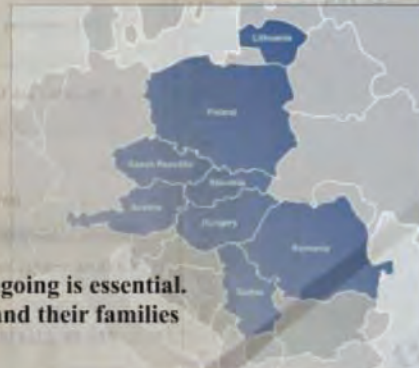 Lithuania
Poland
Czech Republic
Slovakia
Austria
Hungary
Romania
Serbia
going is essential.
and their families